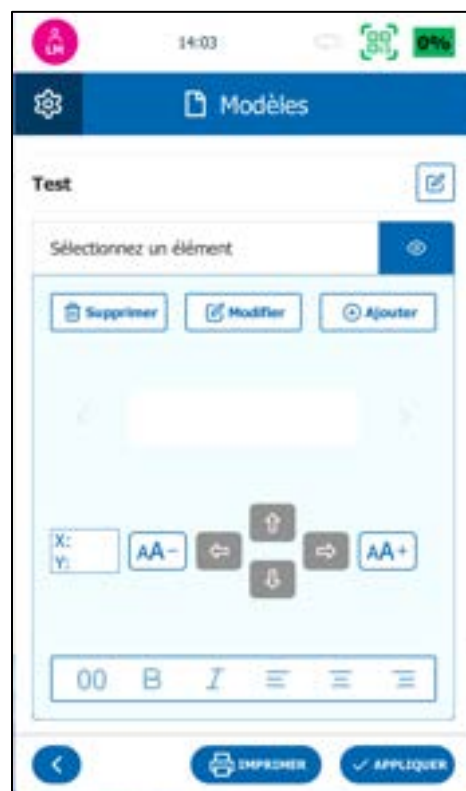 LM 14:03 0%
Modèles
Test
Sélectionnez un élément
Supprimer Modifier Ajouter
X:
Y:
AA- AA+
00 B I
IMPRIMER APPLIQUER